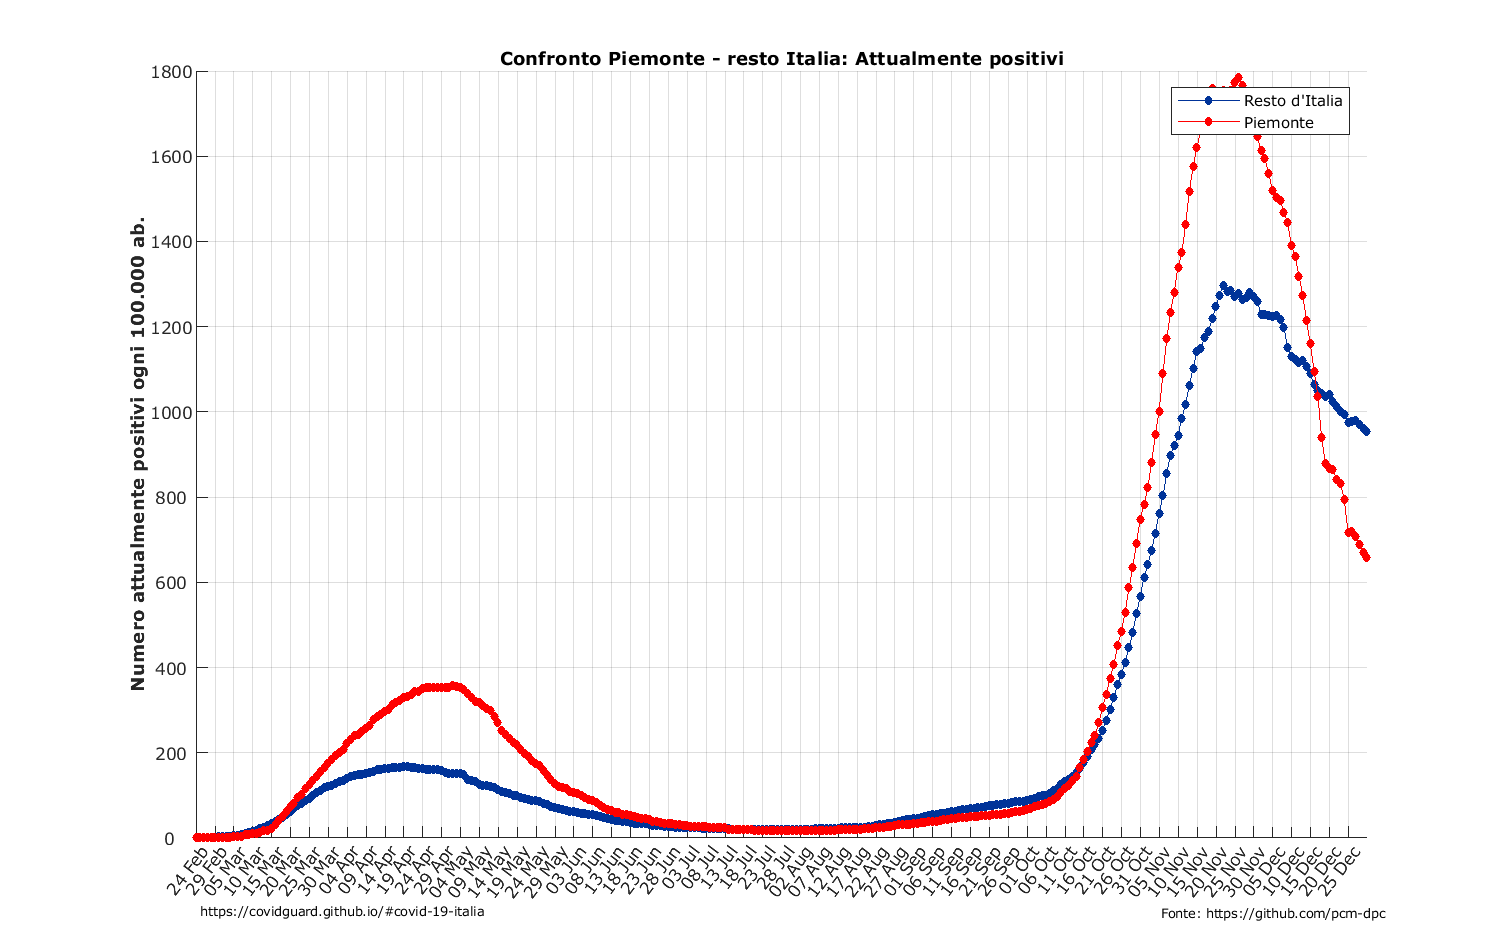 Confronto Piemonte - resto Italia: Attualmente positivi
Numero attualmente positivi ogni 100.000 ab.
1800
1600
1400
1200
1000
800
600
400
200
0
Resto d'Italia
Piemonte
24 Feb
29 Feb
05 Mar
10 Mar
15 Mar
20 Mar
25 Mar
30 Mar
04 Apr
09 Apr
14 Apr
19 Apr
24 Apr
29 Apr
04 May
09 May
14 May
19 May
24 May
29 May
03 Jun
08 Jun
13 Jun
18 Jun
23 Jun
28 Jun
03 Jul
08 Jul
13 Jul
18 Jul
23 Jul
28 Jul
02 Aug
07 Aug
12 Aug
17 Aug
22 Aug
27 Aug
01 Sep
06 Sep
11 Sep
16 Sep
21 Sep
26 Sep
01 Oct
06 Oct
11 Oct
16 Oct
21 Oct
26 Oct
31 Oct
05 Nov
10 Nov
15 Nov
20 Nov
25 Nov
30 Nov
05 Dec
10 Dec
15 Dec
20 Dec
25 Dec
https://covidguard.github.io/#covid-19-italia
Fonte: https://github.com/pcm-dpc